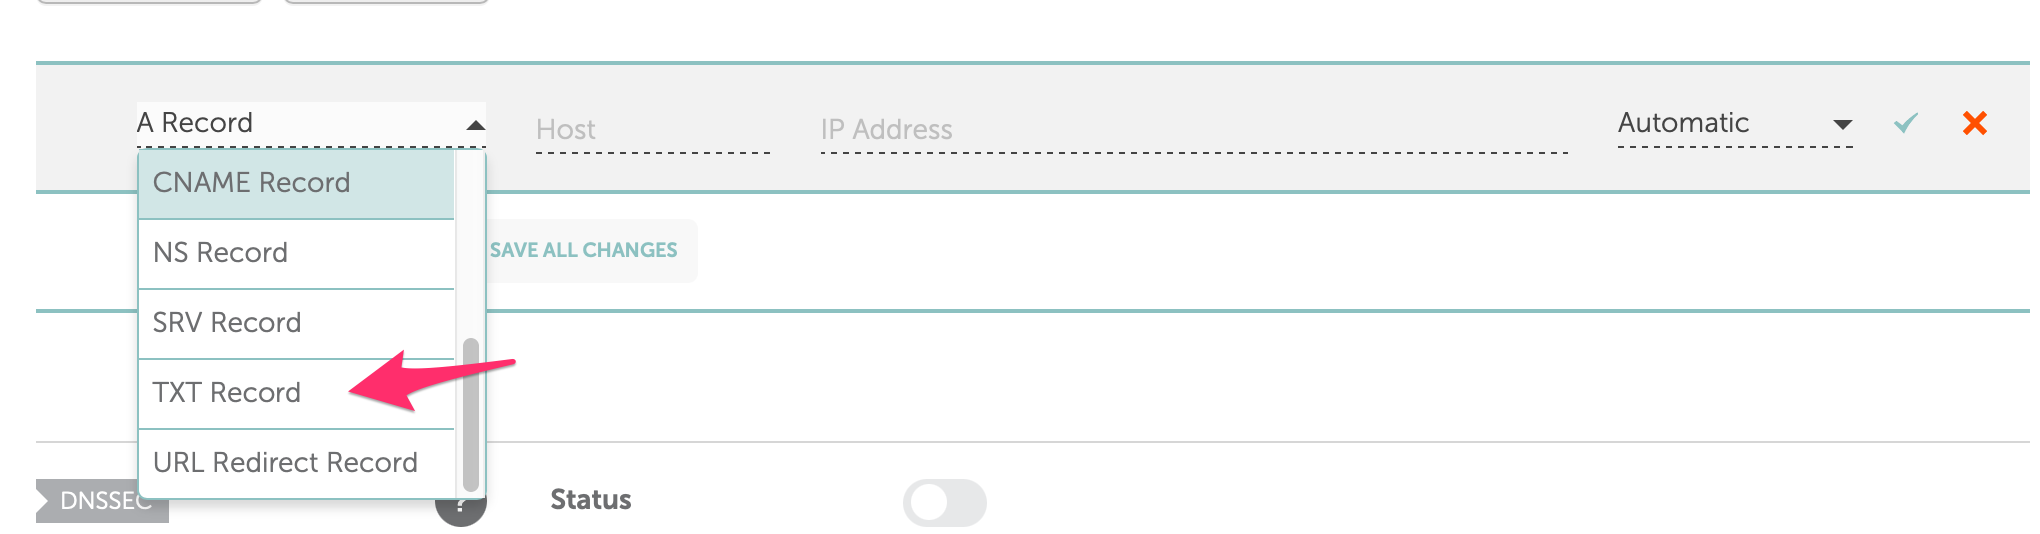 A Record
Host
IP Address
Automatic
CNAME Record
NS Record
SAVE ALL CHANGES
SRV Record
TXT Record
URL Redirect Record
DNSSEC
?
Status